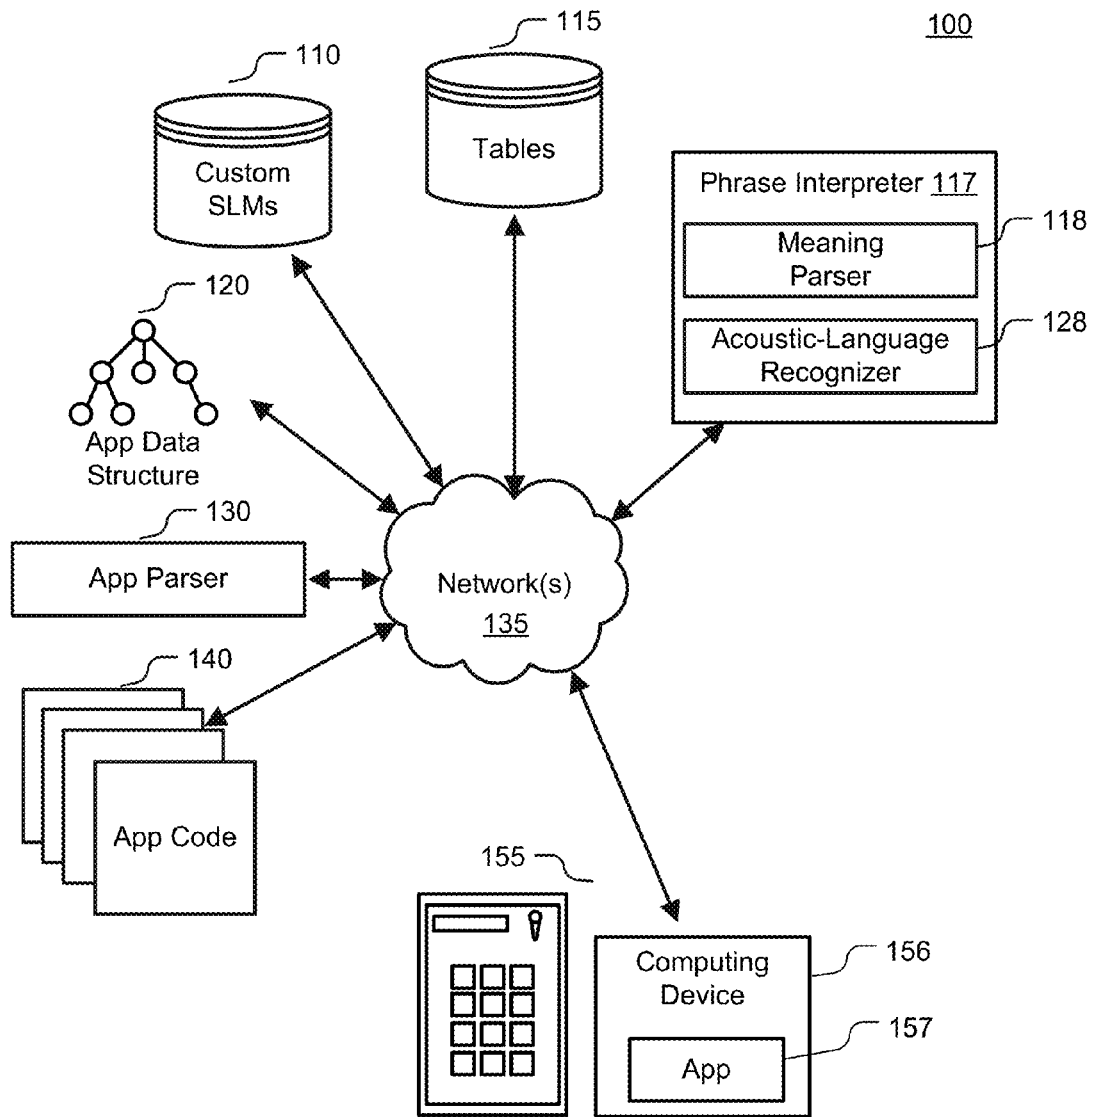 100
115
110
Tables
Custom
SLMs
Phrase Interpreter 117
Meaning
Parser
118
Acoustic-Language
Recognizer
128
120
App Data
Structure
130
App Parser
Network(s)
135
140
App Code
155
Computing
Device
156
App
157